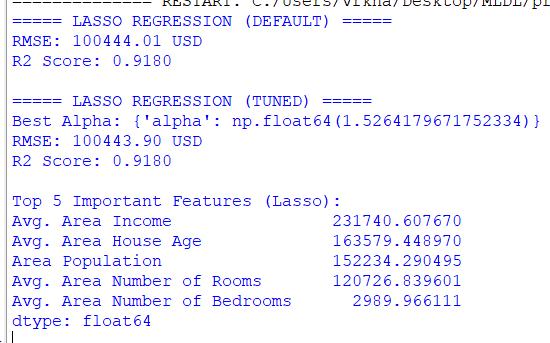 ============== RESTART: C:/Users/vikha/Desktop/MLDL/pr
===== LASSO REGRESSION (DEFAULT) =====
RMSE: 100444.01 USD
R2 Score: 0.9180
===== LASSO REGRESSION (TUNED) =====
Best Alpha: {'alpha': np.float64(1.5264179671752334)}
RMSE: 100443.90 USD
R2 Score: 0.9180
Top 5 Important Features (Lasso):
Avg. Area Income 231740.607670
Avg. Area House Age 163579.448970
Area Population 152234.290495
Avg. Area Number of Rooms 120726.839601
Avg. Area Number of Bedrooms 2989.966111
dtype: float64